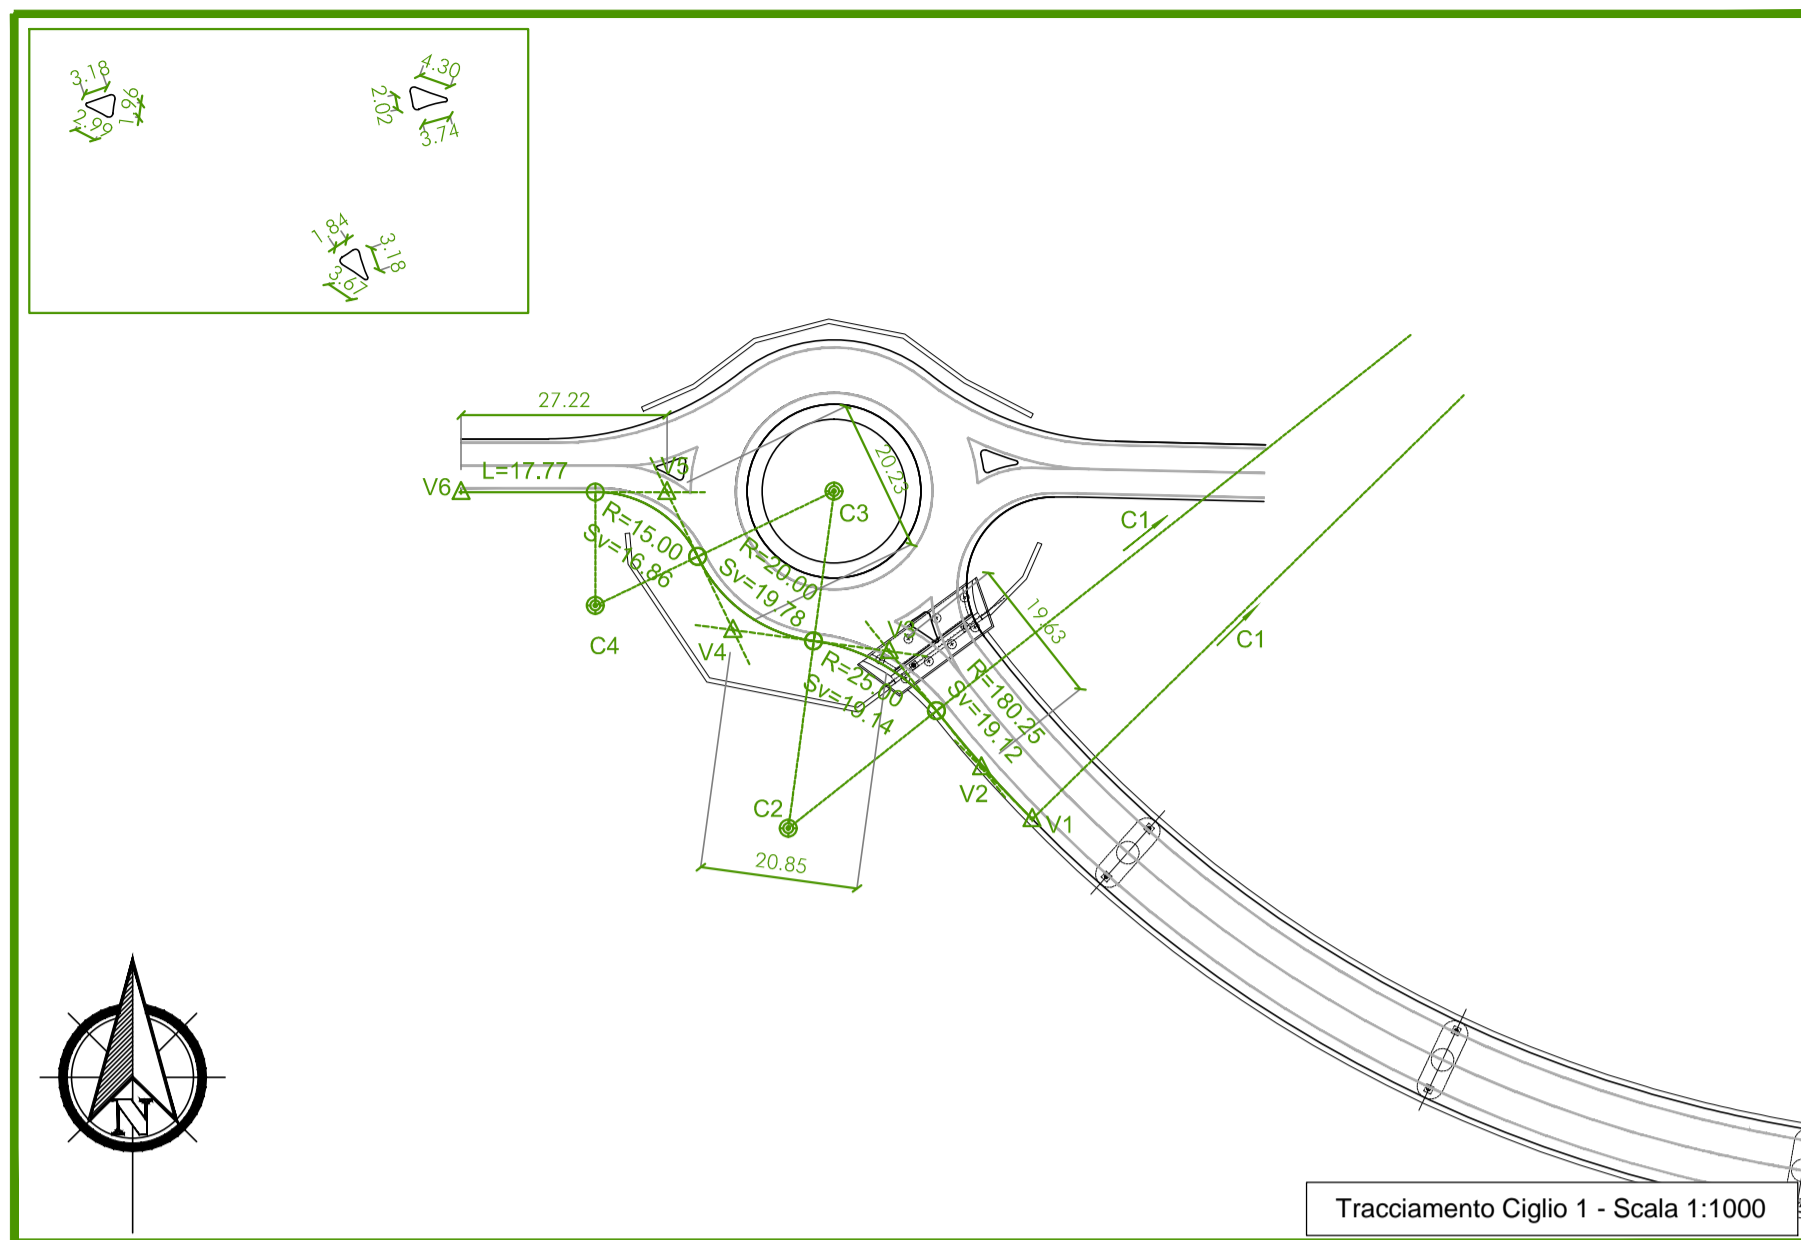 3.18
1.96
2.99
4.30
2.02
3.74
1.84
3.18
3.67
27.22
L=17.77
V6
V5
20.23
C3
R=15.00
Sv=16.86
R=20.00
Sv=19.78
C1
C1
C4
V4
V3
19.63
R=25.00
Sv=19.14
R=180.25
Sv=19.12
V2
C2
V1
20.85
N
Tracciamento Ciglio 1 - Scala 1:1000